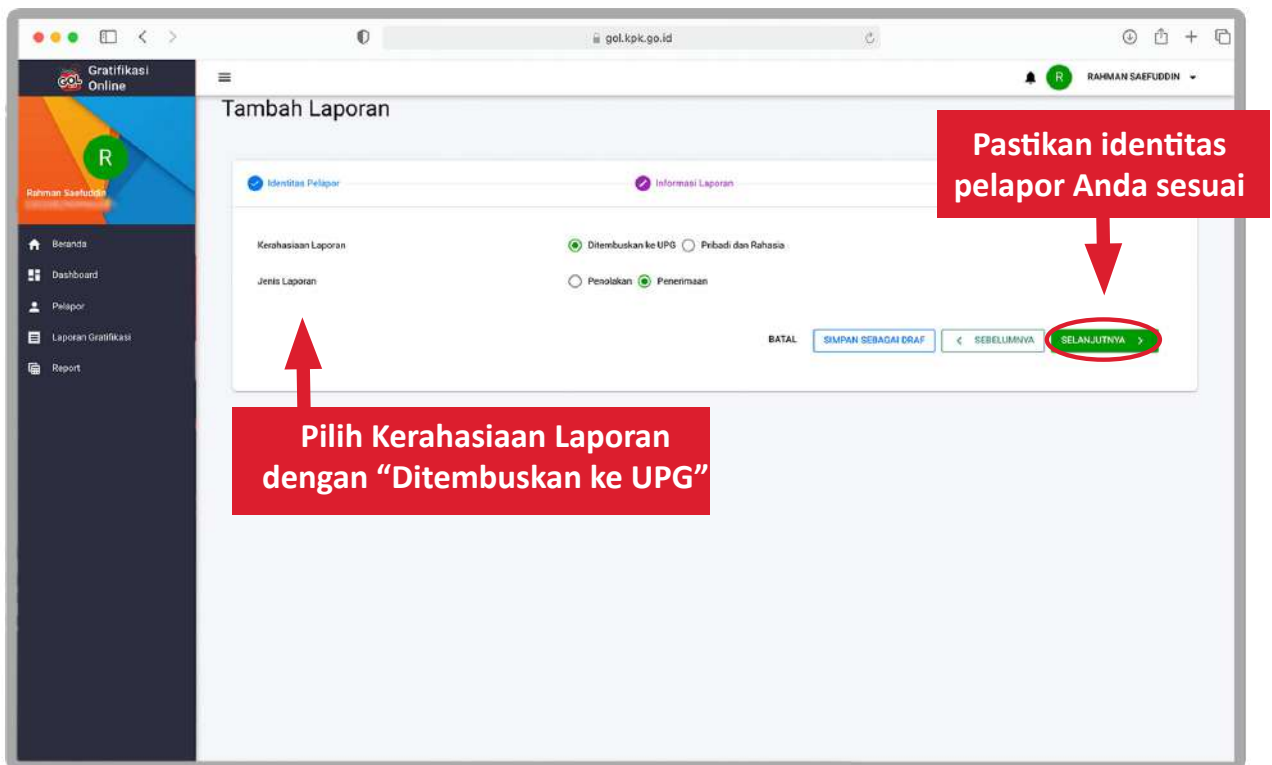 gol.kpk.go.id
GOL
Gratifikasi
Online
R
RAHMAN SAEFUDDIN
Tambah Laporan
Pastikan identitas
pelapor Anda sesuai
R
Rahman Saefuddin
Identitas Pelapor
Informasi Laporan
Beranda
Dashboard
Pelapor
Laporan Gratifikasi
Report
Kerahasiaan Laporan
Ditembuskan ke UPG
Pribadi dan Rahasia
Jenis Laporan
Penolakan
Penerimaan
BATAL
SIMPAN SEBAGAI DRAF
SEBELUMNYA
SELANJUTNYA
Pilih Kerahasiaan Laporan
dengan “Ditembuskan ke UPG”